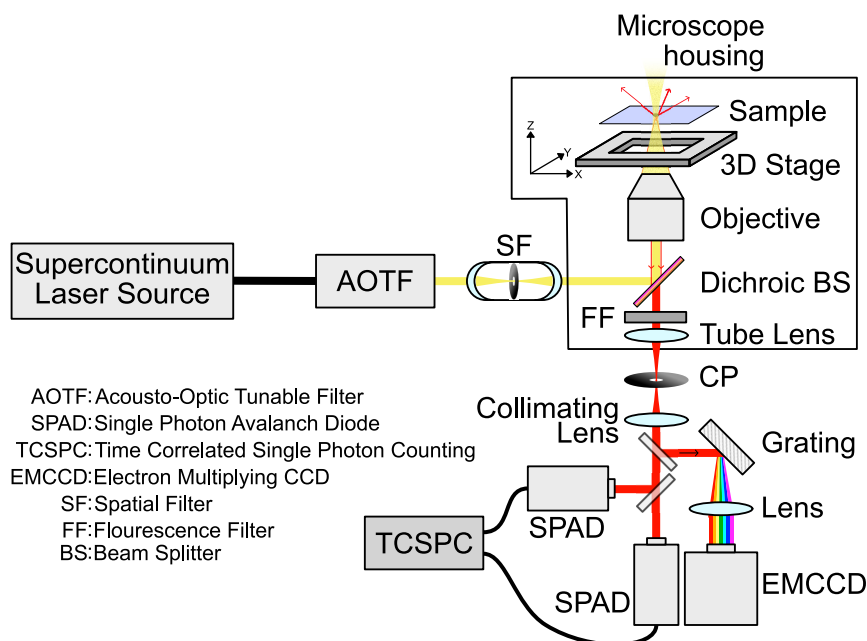 Microscope
housing
Sample
Z
Y
X
3D Stage
Objective
SF
Supercontinuum
Laser Source
AOTF
Dichroic BS
FF
Tube Lens
CP
AOTF:Acousto-Optic Tunable Filter
SPAD:Single Photon Avalanch Diode
TCSPC:Time Correlated Single Photon Counting
EMCCD:Electron Multiplying CCD
SF:Spatial Filter
FF:Flourescence Filter
BS:Beam Splitter
Collimating
Lens
Grating
SPAD
Lens
TCSPC
SPAD
EMCCD